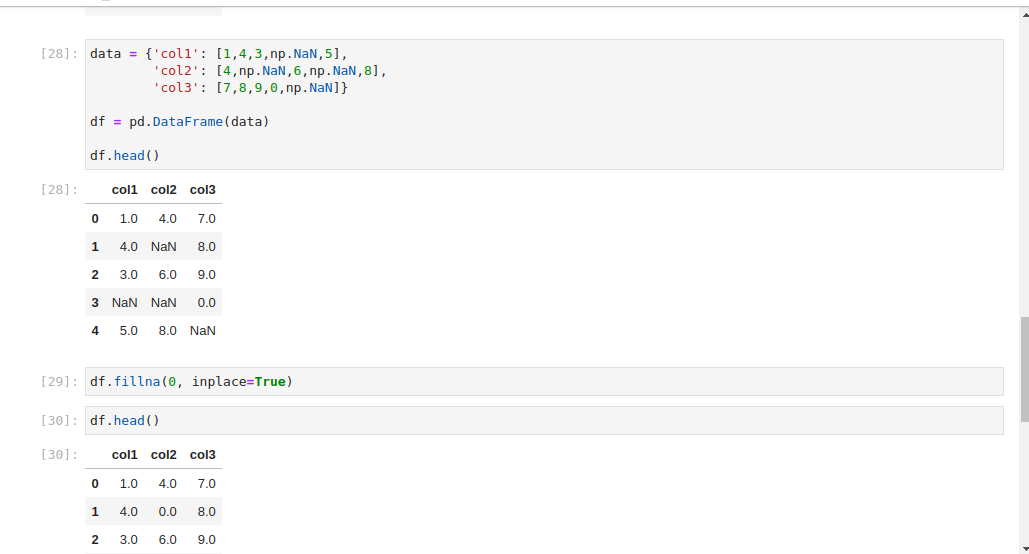 [28]: data = {'col1': [1,4,3,np.NaN,5],
'col2': [4,np.NaN,6,np.NaN,8],
'col3': [7,8,9,0,np.NaN]}
df = pd.DataFrame(data)
df.head()
[28]: col1 col2 col3
0 1.0 4.0 7.0
1 4.0 NaN 8.0
2 3.0 6.0 9.0
3 NaN NaN 0.0
4 5.0 8.0 NaN
[29]: df.fillna(0, inplace=True)
[30]: df.head()
[30]: col1 col2 col3
0 1.0 4.0 7.0
1 4.0 0.0 8.0
2 3.0 6.0 9.0